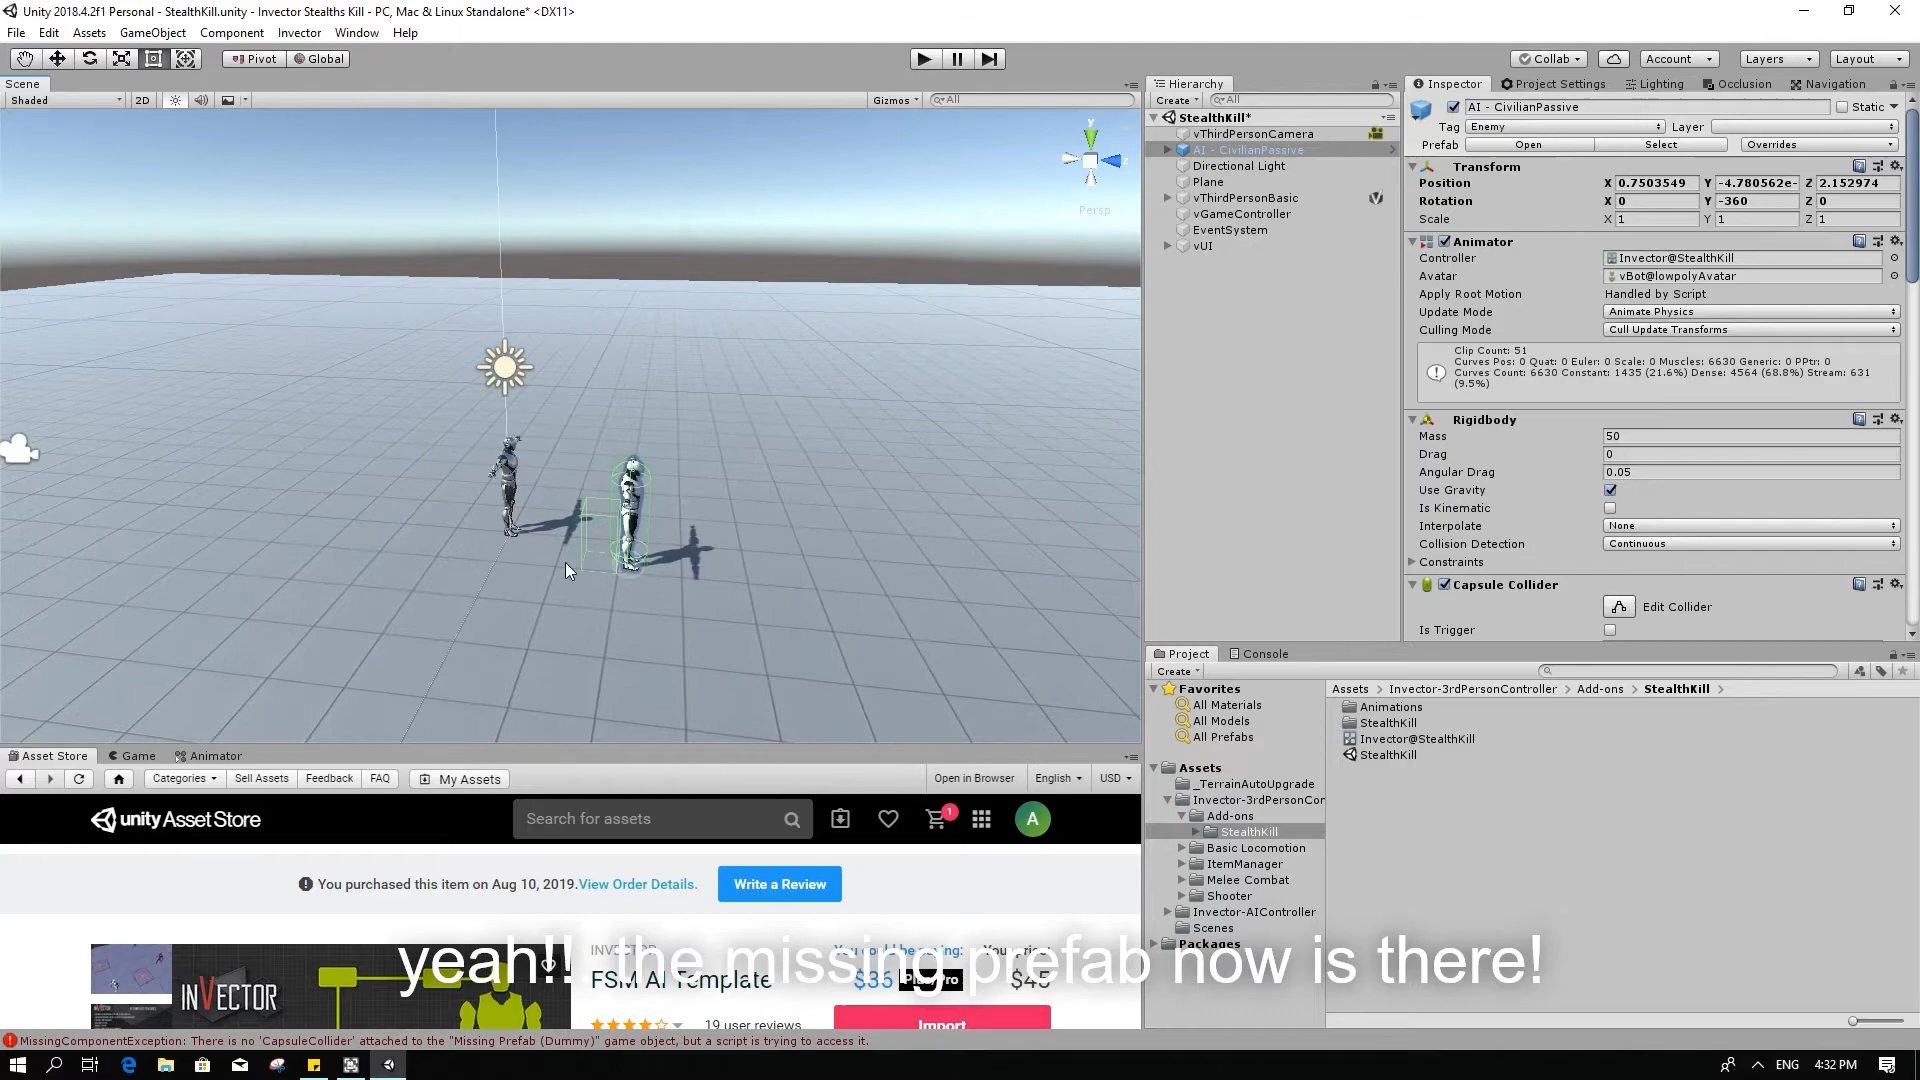 Unity 2018.4.2f1 Personal - StealthKill.unity - Invector Stealths Kill - PC, Mac & Linux Standalone* <DX11>
File Edit Assets GameObject Component Invector Window Help
Pivot Global Collab Account Layers Layout
Scene
Shaded 2D Gizmos All
y
z
Persp
Hierarchy
Create All
StealthKill*
vThirdPersonCamera
AI - CivilianPassive
Directional Light
Plane
vThirdPersonBasic
vGameController
EventSystem
vUI
Inspector Project Settings Lighting Occlusion Navigation
AI - CivilianPassive Static
Tag Enemy Layer
Prefab Open Select Overrides
Transform
Position X 0.7503549 Y -4.780562e- Z 2.152974
Rotation X 0 Y -360 Z 0
Scale X 1 Y 1 Z 1
Animator
Controller Invector@StealthKill
Avatar vBot@lowpolyAvatar
Apply Root Motion Handled by Script
Update Mode Animate Physics
Culling Mode Cull Update Transforms
Clip Count: 51
Curves Pos: 0 Quat: 0 Euler: 0 Scale: 0 Muscles: 6630 Generic: 0 PPtr: 0
Curves Count: 6630 Constant: 1435 (21.6%) Dense: 4564 (68.8%) Stream: 631
(9.5%)
Rigidbody
Mass 50
Drag 0
Angular Drag 0.05
Use Gravity
Is Kinematic
Interpolate None
Collision Detection Continuous
Constraints
Capsule Collider
Edit Collider
Is Trigger
Project Console
Create
Favorites
All Materials
All Models
All Prefabs
Assets
_TerrainAutoUpgrade
Invector-3rdPersonCor
Add-ons
StealthKill
Basic Locomotion
ItemManager
Melee Combat
Shooter
Invector-AIController
Scenes
Packages
Assets > Invector-3rdPersonController > Add-ons > StealthKill >
Animations
StealthKill
Invector@StealthKill
StealthKill
Asset Store Game Animator
Categories Sell Assets Feedback FAQ My Assets Open in Browser English USD
unity Asset Store Search for assets 1 A
You purchased this item on Aug 10, 2019.View Order Details. Write a Review
INVECTOR You could be saving: Your price:
yeah!!.. the missing prefab now is there!
FSM AI Template $36 Plus/Pro $45
INVECTOR
19 user reviews Import
MissingComponentException: There is no 'CapsuleCollider' attached to the "Missing Prefab (Dummy)" game object, but a script is trying to access it.
ENG 4:32 PM